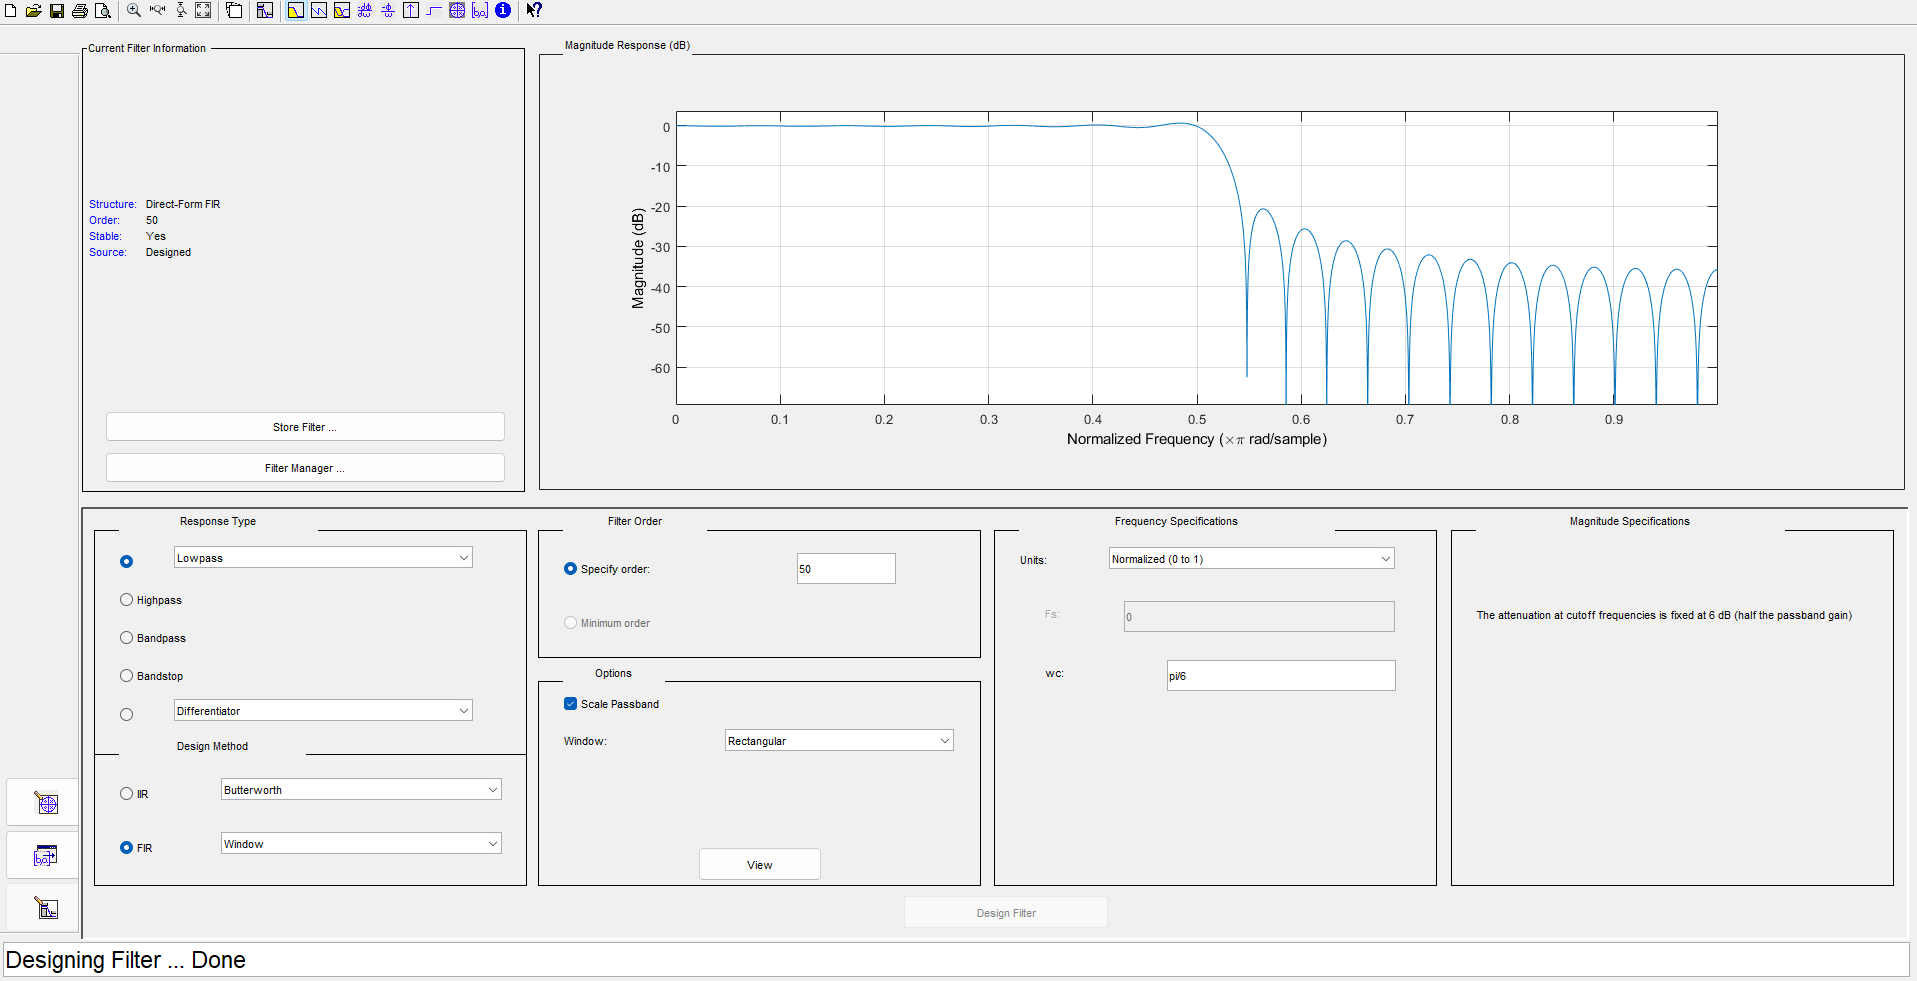 Current Filter Information
Structure: Direct-Form FIR
Order: 50
Stable: Yes
Source: Designed
Store Filter ...
Filter Manager ...
Magnitude Response (dB)
0
-10
-20
-30
-40
-50
-60
Magnitude (dB)
0 0.1 0.2 0.3 0.4 0.5 0.6 0.7 0.8 0.9
Normalized Frequency (×π rad/sample)
Response Type
Lowpass
Highpass
Bandpass
Bandstop
Differentiator
Design Method
IIR Butterworth
FIR Window
Filter Order
Specify order: 50
Minimum order
Options
Scale Passband
Window: Rectangular
View
Frequency Specifications
Units: Normalized (0 to 1)
Fs: 0
wc: pi/6
Magnitude Specifications
The attenuation at cutoff frequencies is fixed at 6 dB (half the passband gain)
Design Filter
Designing Filter ... Done